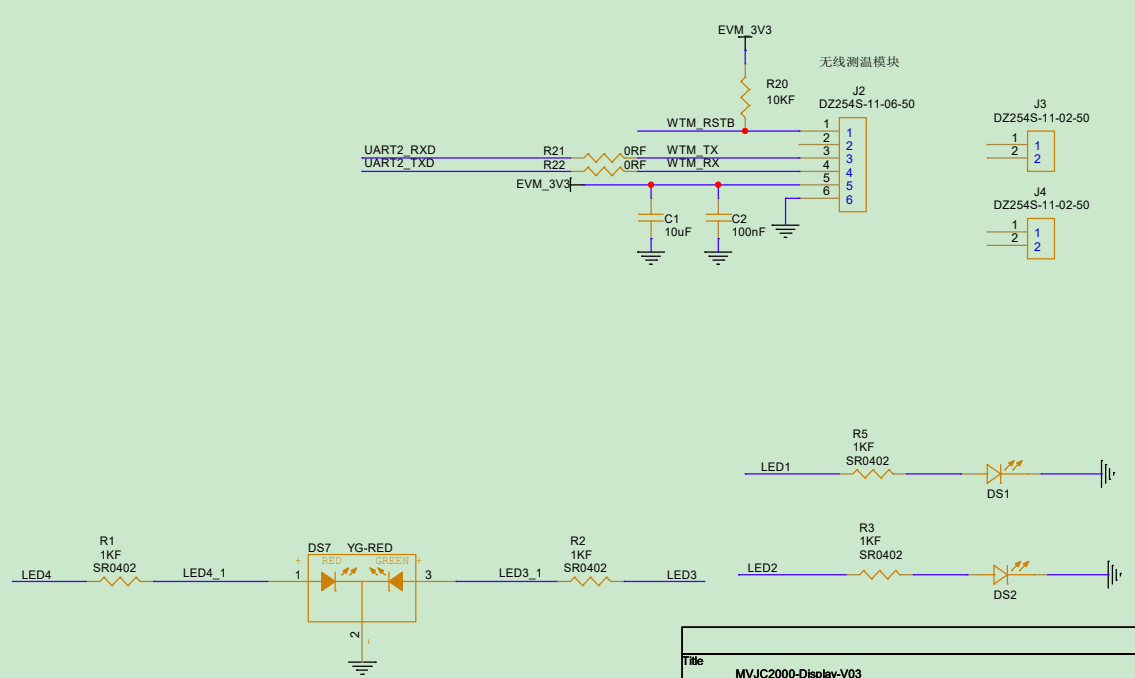 EVM_3V3
无线测温模块
R20
10KF
J2
DZ254S-11-06-50
J3
DZ254S-11-02-50
WTM_RSTB
1 1
2 2
UART2_RXD R21 0RF WTM_TX 3 3
UART2_TXD R22 0RF WTM_RX 4 4
EVM_3V3 5 5
6 6
1 1
2 2
J4
DZ254S-11-02-50
1 1
2 2
C1
10uF
C2
100nF
R5
1KF
SR0402
LED1
DS1
R1
1KF
SR0402
DS7 YG-RED
+ RED GREEN +
R2
1KF
SR0402
R3
1KF
SR0402
LED4 LED4_1 1 3 LED3_1 LED3
LED2
DS2
2 -
Title
MVJC2000-Display-V03